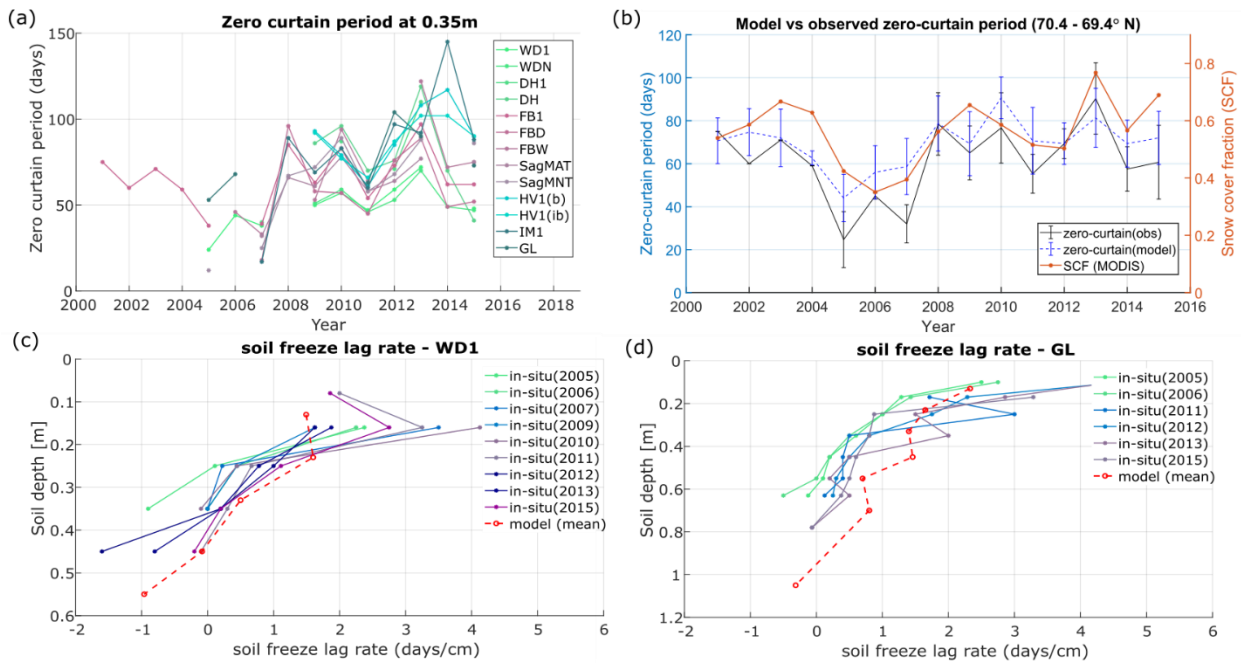 (a)
Zero curtain period at 0.35m
Zero curtain period (days)
150
100
50
0
WD1
WDN
DH1
DH
FB1
FBD
FBW
SagMAT
SagMNT
HV1(b)
HV1(ib)
IM1
GL
2000 2002 2004 2006 2008 2010 2012 2014 2016 2018
Year
(b)
Model vs observed zero-curtain period (70.4 - 69.4° N)
Zero-curtain period (days)
120
100
80
60
40
20
0
Snow cover fraction (SCF)
0.8
0.6
0.4
0.2
0
zero-curtain(obs)
zero-curtain(model)
SCF (MODIS)
2000 2002 2004 2006 2008 2010 2012 2014 2016
Year
(c)
soil freeze lag rate - WD1
Soil depth [m]
0
0.1
0.2
0.3
0.4
0.5
0.6
in-situ(2005)
in-situ(2006)
in-situ(2007)
in-situ(2009)
in-situ(2010)
in-situ(2011)
in-situ(2012)
in-situ(2013)
in-situ(2015)
model (mean)
-2 -1 0 1 2 3 4 5 6
soil freeze lag rate (days/cm)
(d)
soil freeze lag rate - GL
Soil depth [m]
0
0.2
0.4
0.6
0.8
1
1.2
in-situ(2005)
in-situ(2006)
in-situ(2011)
in-situ(2012)
in-situ(2013)
in-situ(2015)
model (mean)
-2 -1 0 1 2 3 4 5 6
soil freeze lag rate (days/cm)